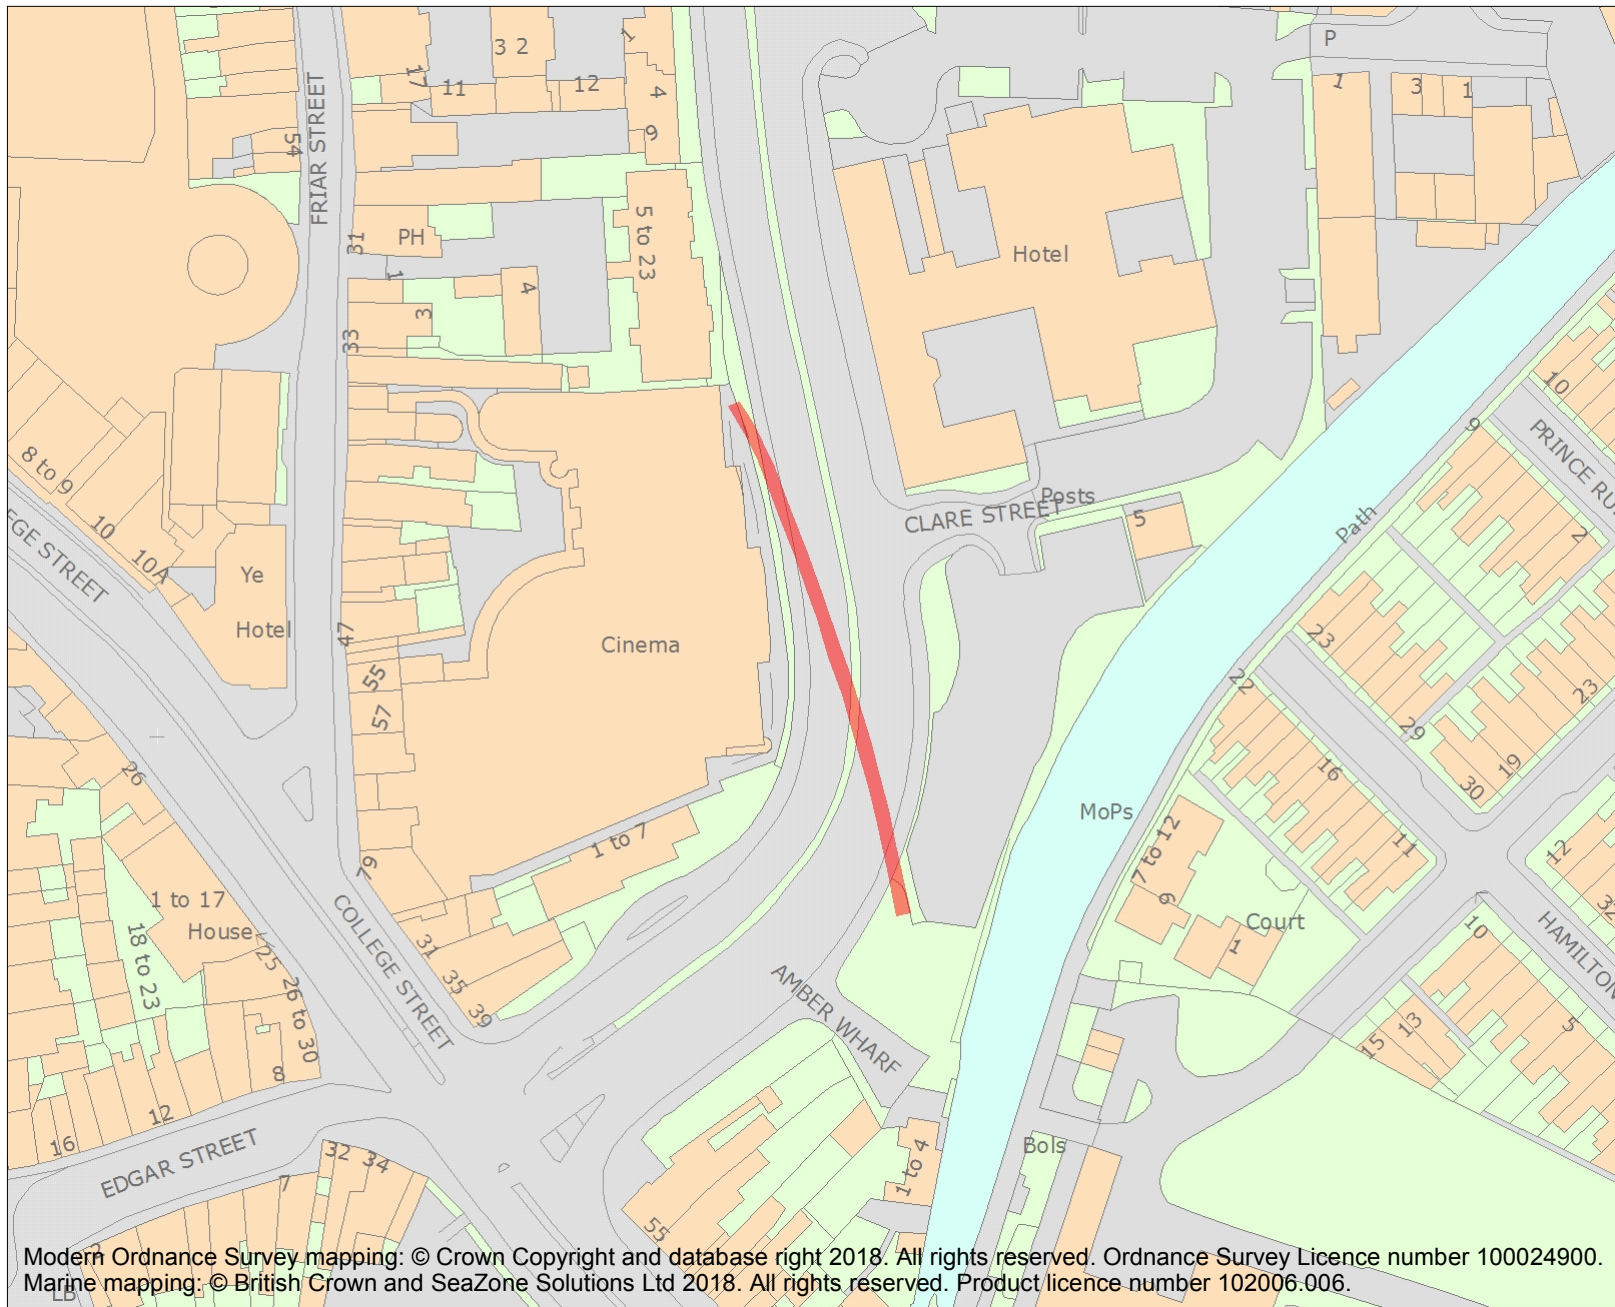 P
1
3 2
17
11
12
4
9
1
3
1
54
FRIAR STREET
31
PH
5 to 23
Hotel
1
4
3
33
10
9
PRINCE RU
8 to 9
10
10A
EGE STREET
Ye
Hotel
47
55
57
Cinema
CLARE STREET
Posts
5
Path
2
23
22
29
23
19
30
16
11
12
26
79
1 to 7
MoPs
7 to 12
6
Court
1
10
32
HAMILTON
1 to 17
House
18 to 23
25
26 to 30
COLLEGE STREET
31
35
39
AMBER WHARF
15
13
5
8
12
16
EDGAR STREET
32
34
7
1 to 4
Bols
55
2
Modern Ordnance Survey mapping: © Crown Copyright and database right 2018. All rights reserved. Ordnance Survey Licence number 100024900.
Marine mapping: © British Crown and SeaZone Solutions Ltd 2018. All rights reserved. Product licence number 102006.006.
LB